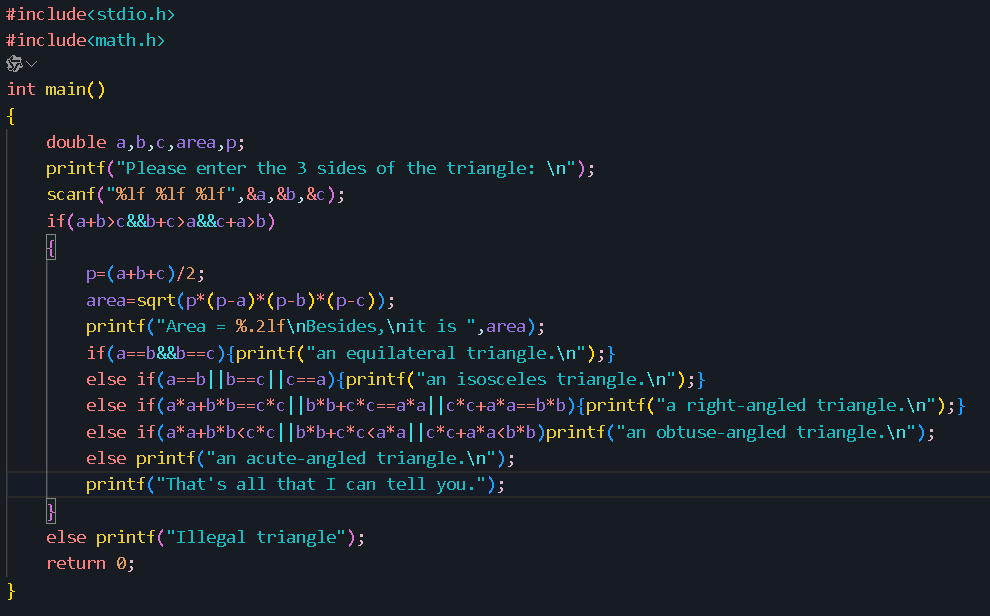 #include<stdio.h>
#include<math.h>
int main()
{
    double a,b,c,area,p;
    printf("Please enter the 3 sides of the triangle: \n");
    scanf("%lf %lf %lf",&a,&b,&c);
    if(a+b>c&&b+c>a&&c+a>b)
    {
        p=(a+b+c)/2;
        area=sqrt(p*(p-a)*(p-b)*(p-c));
        printf("Area = %.2lf\nBesides,\nit is ",area);
        if(a==b&&b==c){printf("an equilateral triangle.\n");}
        else if(a==b||b==c||c==a){printf("an isosceles triangle.\n");}
        else if(a*a+b*b==c*c||b*b+c*c==a*a||c*c+a*a==b*b){printf("a right-angled triangle.\n");}
        else if(a*a+b*b<c*c||b*b+c*c<a*a||c*c+a*a<b*b)printf("an obtuse-angled triangle.\n");
        else printf("an acute-angled triangle.\n");
        printf("That's all that I can tell you.");
    }
    else printf("Illegal triangle");
    return 0;
}